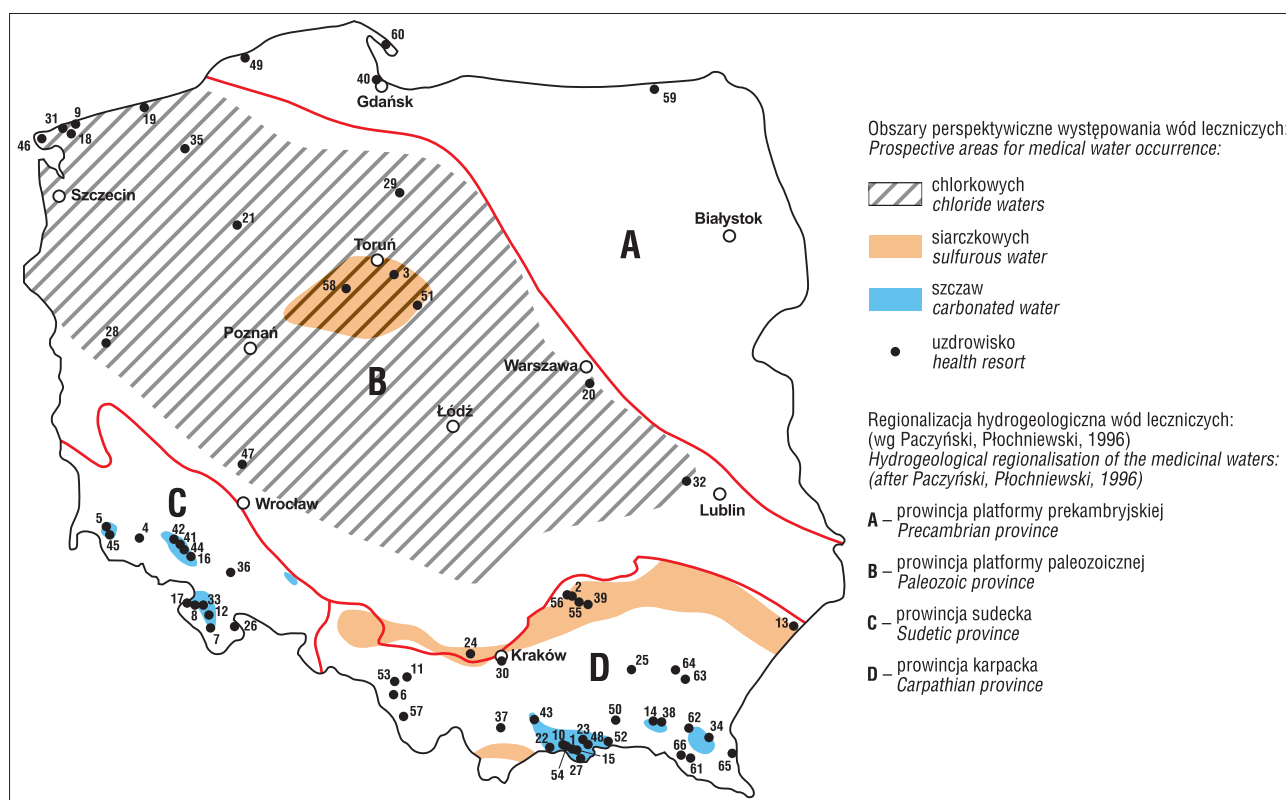 60
49
40
Gdańsk
59
31
9
19
18
46
35
Szczecin
29
21
Białystok
Toruń
A
3
58
51
28
Poznań
Warszawa
B
20
Łódź
47
32
Wrocław
Lublin
C
5
4
42
41
45
44
16
36
2
56
39
55
17
33
8
12
13
7
26
24
Kraków
30
D
25
64
11
63
53
6
57
43
50
14
38
62
37
23
34
10
1
48
52
22
15
66
65
54
27
61
Obszary perspektywiczne występowania wód leczniczych:
Prospective areas for medical water occurrence:
chlorkowych
chloride waters
siarczkowych
sulfurous water
szczaw
carbonated water
uzdrowisko
health resort
Regionalizacja hydrogeologiczna wód leczniczych:
(wg Paczyński, Płochniewski, 1996)
Hydrogeological regionalisation of the medicinal waters:
(after Paczyński, Płochniewski, 1996)
A – prowincja platformy prekambryjskiej
Precambrian province
B – prowincja platformy paleozoicznej
Paleozoic province
C – prowincja sudecka
Sudetic province
D – prowincja karpacka
Carpathian province